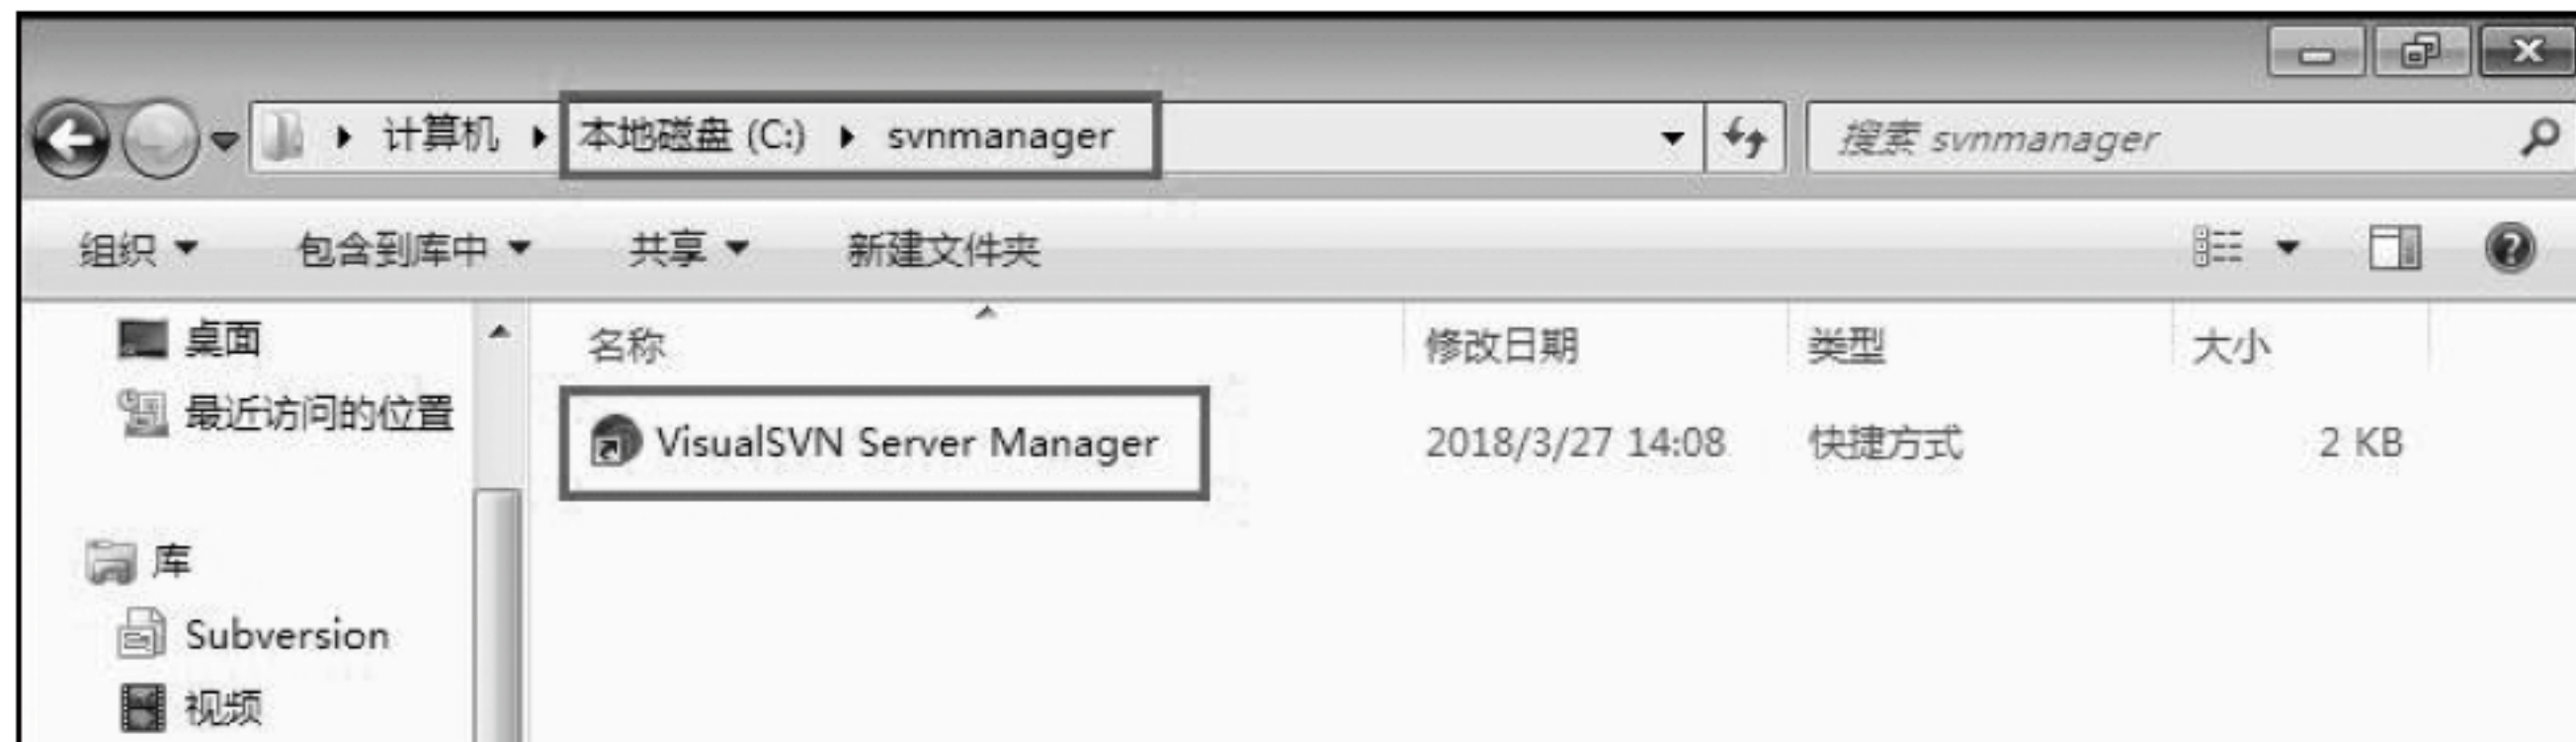 计算机 本地磁盘 (C:) svnmanager 搜索 svnmanager
组织 包含到库中 共享 新建文件夹
桌面 名称 修改日期 类型 大小
最近访问的位置 VisualSVN Server Manager 2018/3/27 14:08 快捷方式 2 KB
库
Subversion
视频